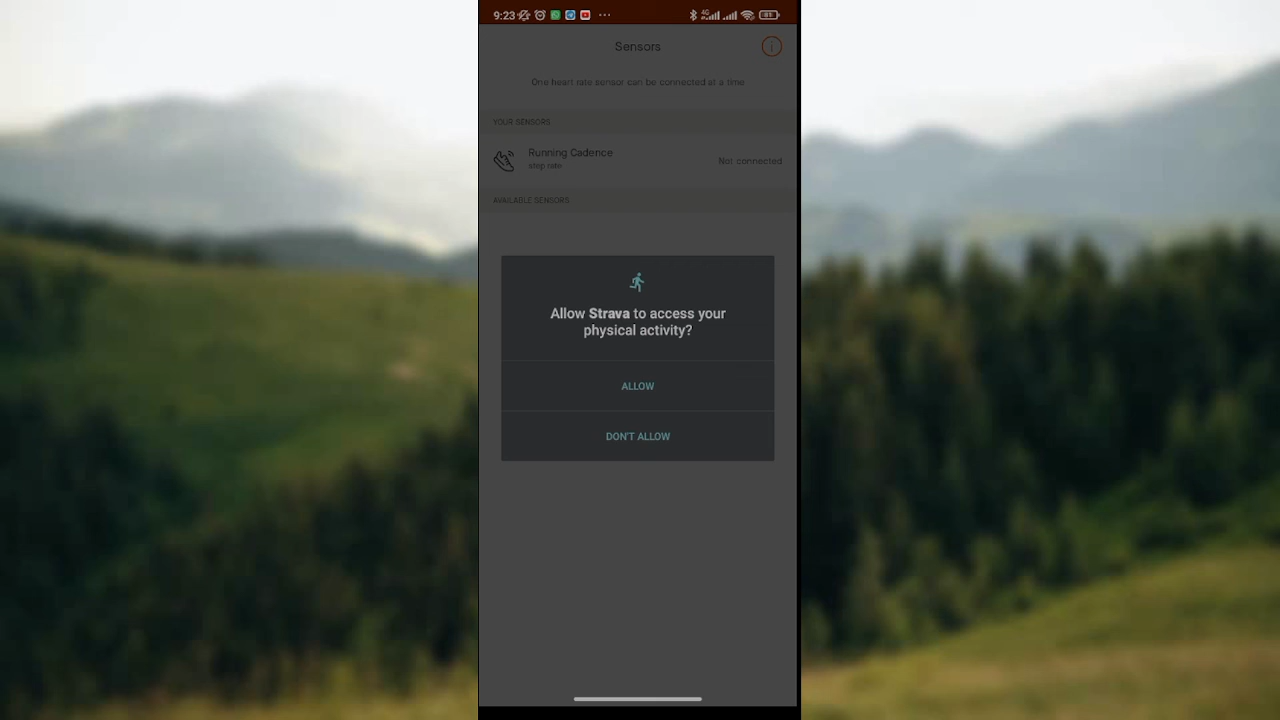 9:23
4G
Sensors
One heart rate sensor can be connected at a time
YOUR SENSORS
Running Cadence
step rate
Not connected
AVAILABLE SENSORS
Allow Strava to access your
physical activity?
ALLOW
DON'T ALLOW